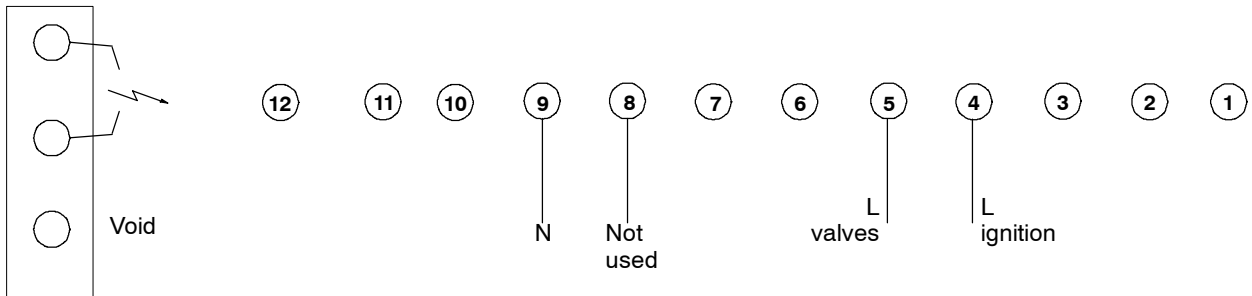 12 11 10 9 8 7 6 5 4 3 2 1
Void
N
Not
used
L
valves
L
ignition